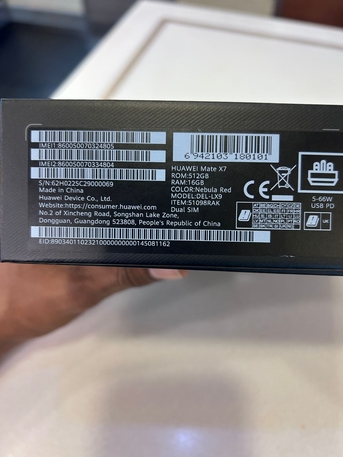 IMEI1:860050070324805
IMEI2:860050070334804
S/N:62H0225C29000069
Made in China
Huawei Device Co., Ltd.
Website:https://consumer.huawei.com
No.2 of Xincheng Road, Songshan Lake Zone,
Dongguan, Guangdong 523808, People's Republic of China
EID:89034011023210000000000145081162
6 942103 180101
HUAWEI Mate X7
ROM:512GB
RAM:16GB
COLOR:Nebula Red
MODEL:DEL-LX9
ITEM:51098RAK
Dual SIM
CE
5-66W
USB PD
UK